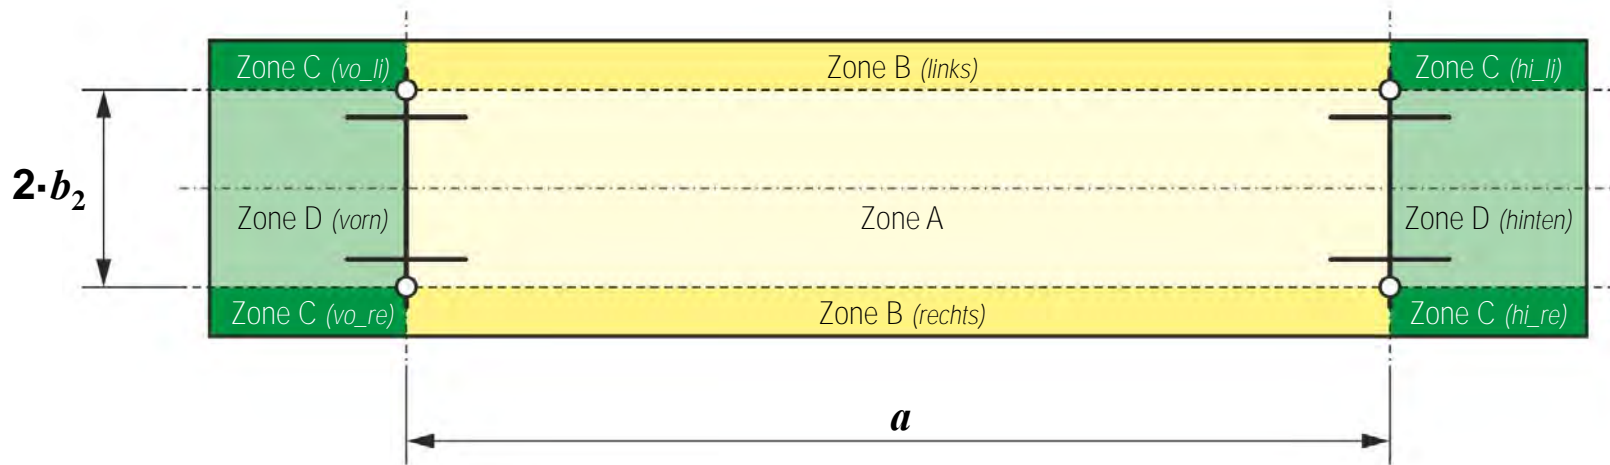 Zone C (vo_li)
Zone B (links)
Zone C (hi_li)
2·b₂
Zone D (vorn)
Zone A
Zone D (hinten)
Zone C (vo_re)
Zone B (rechts)
Zone C (hi_re)
a